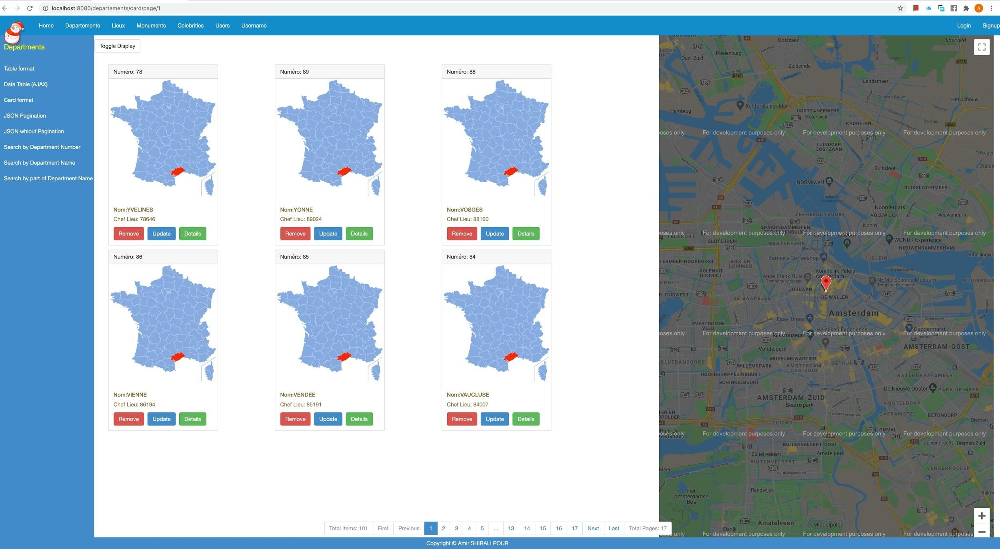 localhost:8080/departements/card/page/1
A
Home Departements Lieux Monuments Celebrities Users Username Login Signup
Departments
Table format
Data Table (AJAX)
Card format
JSON Pagination
JSON whiout Pagination
Search by Department Number
Search by Department Name
Search by part of Department Name
Toggle Display
Numéro: 78
Nom:YVELINES
Chef Lieu: 78646
Remove Update Details
Numéro: 89
Nom:YONNE
Chef Lieu: 89024
Remove Update Details
Numéro: 88
Nom:VOSGES
Chef Lieu: 88160
Remove Update Details
Numéro: 86
Nom:VIENNE
Chef Lieu: 86194
Remove Update Details
Numéro: 85
Nom:VENDEE
Chef Lieu: 85191
Remove Update Details
Numéro: 84
Nom:VAUCLUSE
Chef Lieu: 84007
Remove Update Details
Oostzaan
Ilperveld
Poelenburg
Oud- Zuid
Zuideinde
Landsmeer
Nieuwe Gouw
Het Schouw
Achtersluispolder
Hembrug
OOSTZANERWERF
Molenwijk
KADOELEN
De Zuid
For development purposes only For development purposes only For development purposes only
TUINDORP
OOSTZAAN
Buiksloot
NDSM-werf
BUIKSLOTERMEER
Noorderpark
VOLEWIJCK
Nieuwendam
ZEEHELDENBUURT
Noord
SPAARNDAMMER EN
For development purposes only For development purposes only For development purposes only
TELEPORT
SLOTERDIJK
WESTERPARK
WONDR Experience
NIEUWENDAMMERHAM
Barney's Coffeeshop
IJPLEIN
BOS EN
LOMMER
KOLENKIT
DISTRICT
Koninklijk Paleis
Amsterdam
Anne Frank Huis
Temporarily closed
NEMO Science Museum
Temporarily closed
JORDAAN
DE WALLEN
DE BAARSJES
Amsterdam
Easy Times
OVERTOOMSE
VELD
Heineken Experience
Dappermarkt
For development purposes only For development purposes only For development purposes only
Rijksmuseum
Vondelpark
AMSTERDAM-OOST
MUSEUMKWARTIER
WILLEMSPARK
AMSTERDAM
OUD-ZUID
DE PIJP
HOOFDDORPPLEINBUURT
SCHINKELBUURT
WATERGRAAFSMEER
De Nieuwe Ooster
PARK DE MEER
AMSTERDAM-ZUID
Beatrixpark
AMSTELDORP
OVERAMSTEL
BETONDORP
ZUIDAS
Diemen
OMVAL
For development purposes only For development purposes only For development purposes only
BUITENVELDERT-OOST
Duivendrecht
Diemen-Zuid
Buitenveldert
Amstelpark
BUITENVELDERT
VENSERPOLDER
Het
Amsterdamse
Bos
Randwijck
Amstelveen
Middelpolder
Elsrijk
For development purposes only For development purposes only
Total Items: 101 First Previous 1 2 3 4 5 ... 13 14 15 16 17 Next Last Total Pages: 17
Copyright © Amir SHIRALI POUR